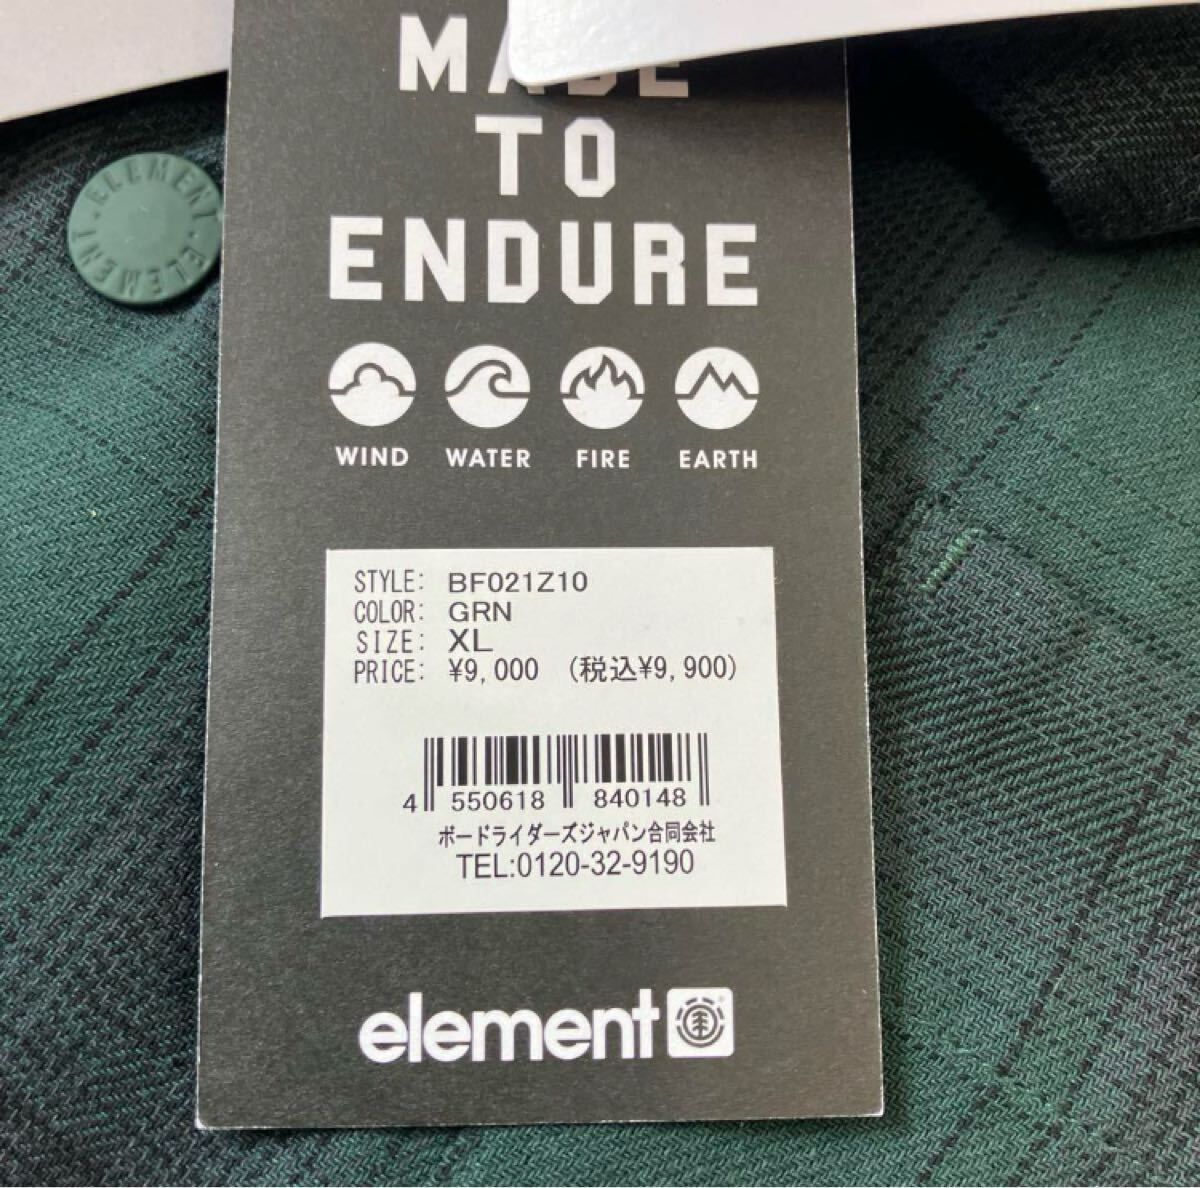 MADE
TO
ENDURE
WIND WATER FIRE EARTH
STYLE: BF021Z10
COLOR: GRN
SIZE: XL
PRICE: ¥9,000 (税込¥9,900)
4 550618 840148
ボードライダーズジャパン合同会社
TEL:0120-32-9190
element
ELEMENT.ELEMENT.ELEMENT.